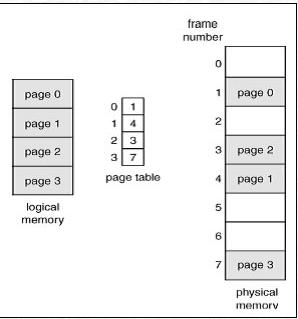 frame
number
0
1 page 0
2
3 page 2
4 page 1
5
6
7 page 3
physical
memory
page 0
page 1
page 2
page 3
logical
memory
0 1
1 4
2 3
3 7
page table